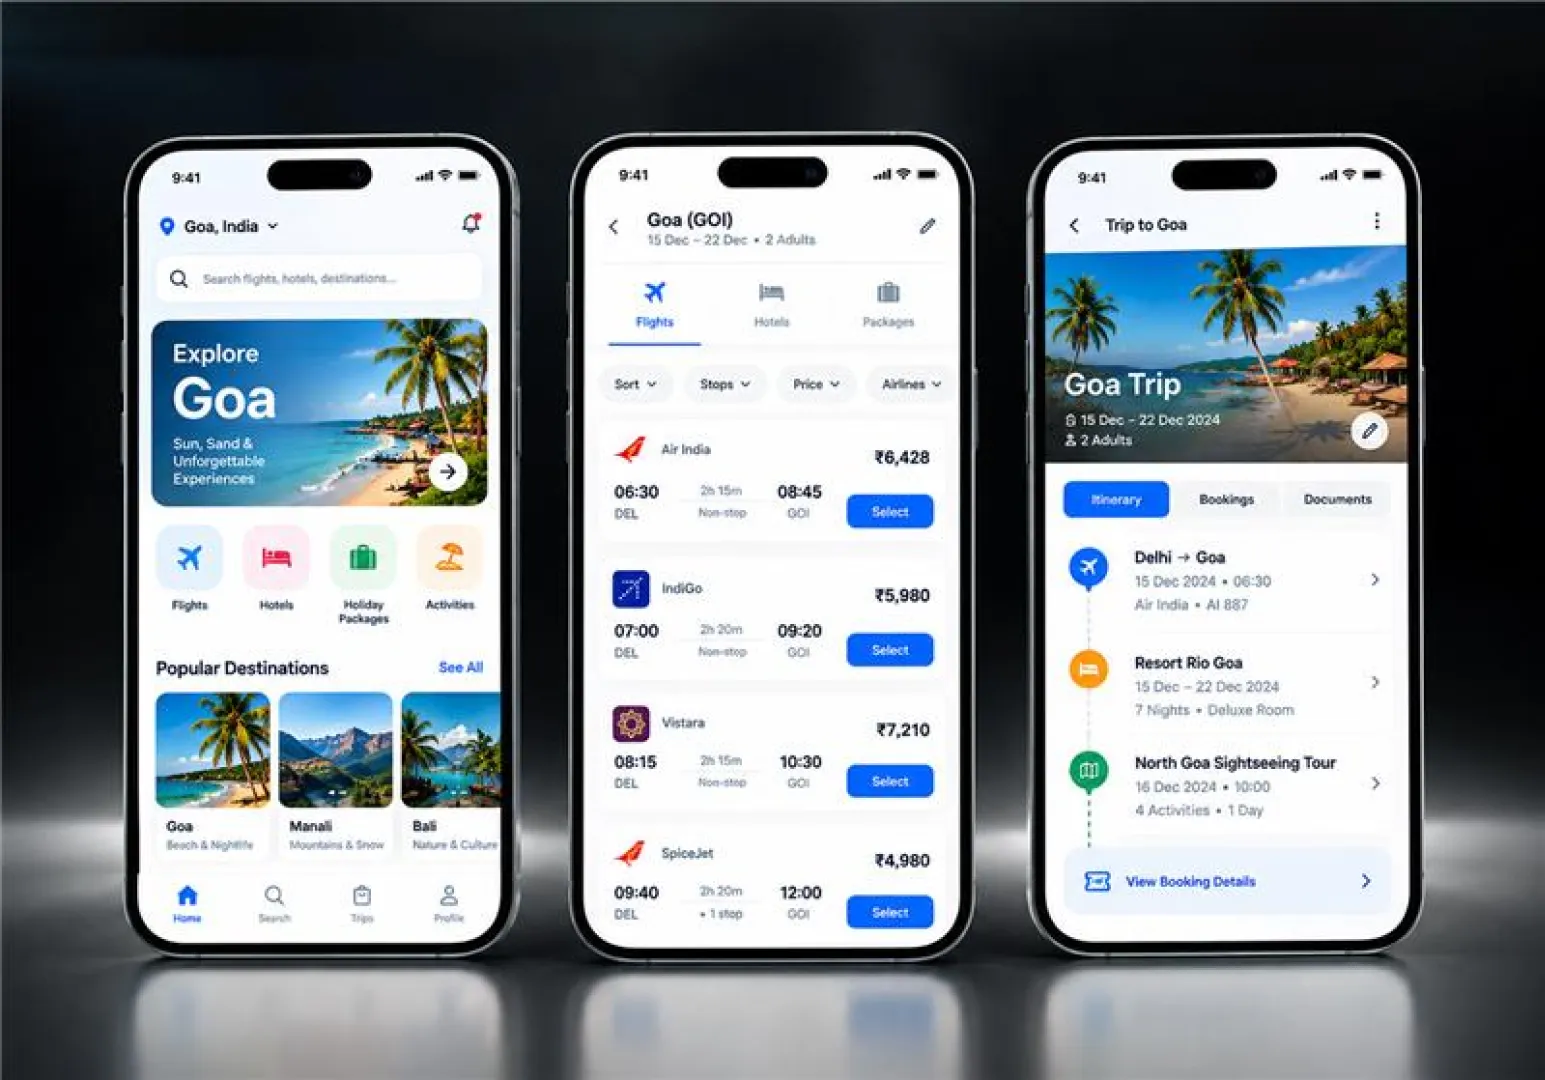 9:41
Goa, India
Search flights, hotels, destinations...
Explore
Goa
Sun, Sand &
Unforgettable
Experiences
Flights
Hotels
Holiday
Packages
Activities
Popular Destinations
See All
Goa
Beach & Nightlife
Manali
Mountains & Snow
Bali
Nature & Culture
Home
Search
Trips
Profile
9:41
Goa (GOI)
15 Dec – 22 Dec • 2 Adults
Flights
Hotels
Packages
Sort
Stops
Price
Airlines
Air India
₹6,428
06:30
2h 15m
08:45
DEL
Non-stop
GOI
Select
IndiGo
₹5,980
07:00
2h 20m
09:20
DEL
Non-stop
GOI
Select
Vistara
₹7,210
08:15
2h 15m
10:30
DEL
Non-stop
GOI
Select
SpiceJet
₹4,980
09:40
2h 20m
12:00
DEL
• 1 stop
GOI
Select
9:41
Trip to Goa
Goa Trip
15 Dec – 22 Dec 2024
2 Adults
Itinerary
Bookings
Documents
Delhi → Goa
15 Dec 2024 • 06:30
Air India • AI 887
Resort Rio Goa
15 Dec – 22 Dec 2024
7 Nights • Deluxe Room
North Goa Sightseeing Tour
16 Dec 2024 • 10:00
4 Activities • 1 Day
View Booking Details